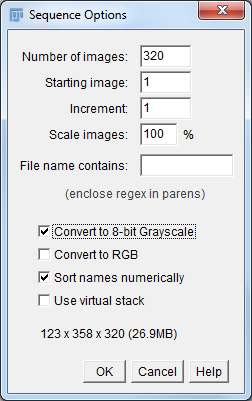 Sequence Options
Number of images: 320
Starting image: 1
Increment: 1
Scale images: 100 %
File name contains:
(enclose regex in parens)
Convert to 8-bit Grayscale
Convert to RGB
Sort names numerically
Use virtual stack
123 x 358 x 320 (26.9MB)
OK Cancel Help